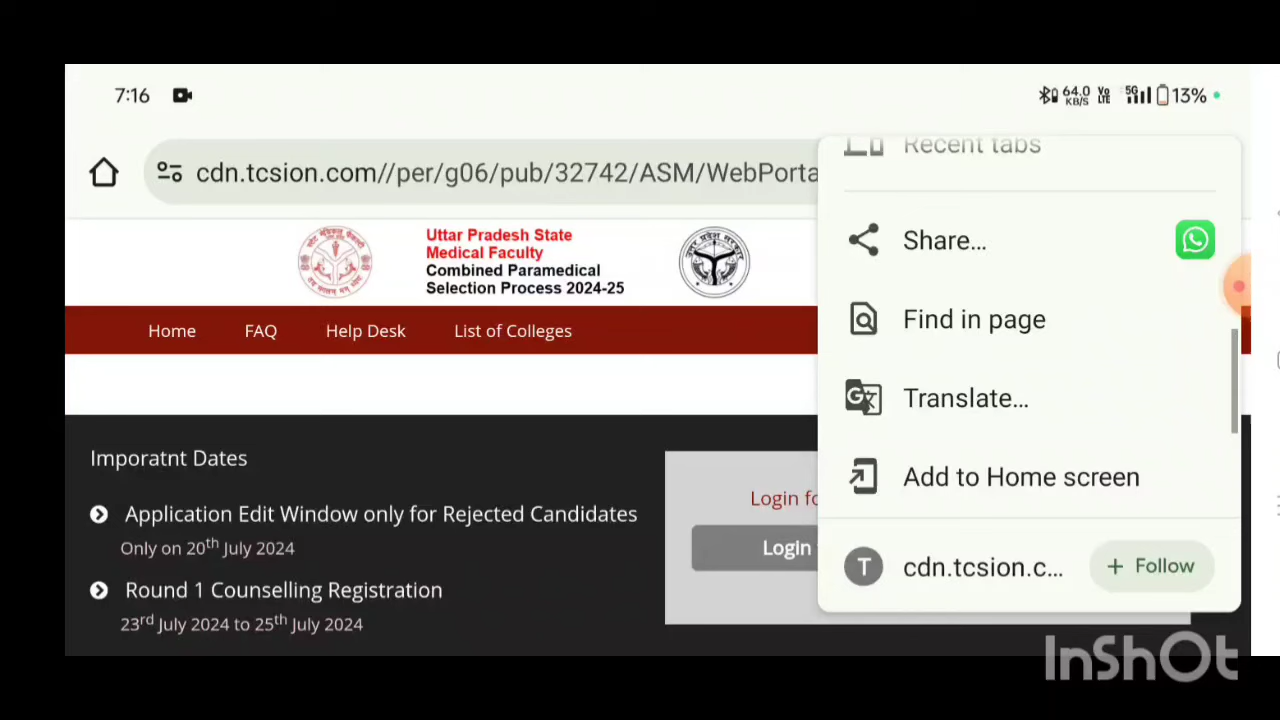 7:16
64.0 KB/S Vo LTE 5G 13%
cdn.tcsion.com//per/g06/pub/32742/ASM/WebPorta
Recent tabs
Share...
Find in page
Translate...
Add to Home screen
T cdn.tcsion.c... + Follow
Uttar Pradesh State
Medical Faculty
Combined Paramedical
Selection Process 2024-25
Home FAQ Help Desk List of Colleges
Imporatnt Dates
Application Edit Window only for Rejected Candidates
Only on 20th July 2024
Round 1 Counselling Registration
23rd July 2024 to 25th July 2024
Login fo
Login
InShOt